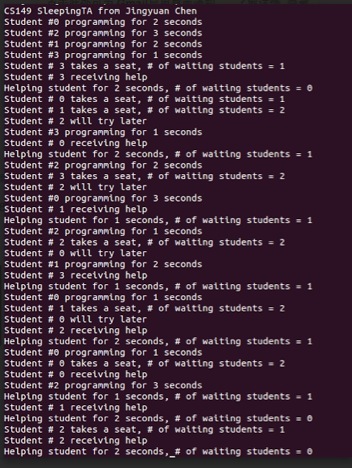 CS149 SleepingTA from Jingyuan Chen
Student #0 programming for 2 seconds
Student #2 programming for 3 seconds
Student #1 programming for 2 seconds
Student #3 programming for 1 seconds
Student # 3 takes a seat, # of waiting students = 1
Student # 3 receiving help
Helping student for 2 seconds, # of waiting students = 0
Student # 0 takes a seat, # of waiting students = 1
Student # 1 takes a seat, # of waiting students = 2
Student # 2 will try later
Student #3 programming for 1 seconds
Student # 0 receiving help
Helping student for 2 seconds, # of waiting students = 1
Student #2 programming for 2 seconds
Student # 3 takes a seat, # of waiting students = 2
Student # 2 will try later
Student #0 programming for 3 seconds
Student # 1 receiving help
Helping student for 1 seconds, # of waiting students = 1
Student #2 programming for 1 seconds
Student # 2 takes a seat, # of waiting students = 2
Student # 0 will try later
Student #1 programming for 2 seconds
Student # 3 receiving help
Helping student for 1 seconds, # of waiting students = 1
Student #0 programming for 1 seconds
Student # 1 takes a seat, # of waiting students = 2
Student # 0 will try later
Student # 2 receiving help
Helping student for 2 seconds, # of waiting students = 1
Student #0 programming for 1 seconds
Student # 0 takes a seat, # of waiting students = 2
Student # 0 receiving help
Student #2 programming for 3 seconds
Helping student for 1 seconds, # of waiting students = 1
Student # 1 receiving help
Helping student for 2 seconds, # of waiting students = 0
Student # 2 takes a seat, # of waiting students = 1
Student # 2 receiving help
Helping student for 2 seconds, # of waiting students = 0